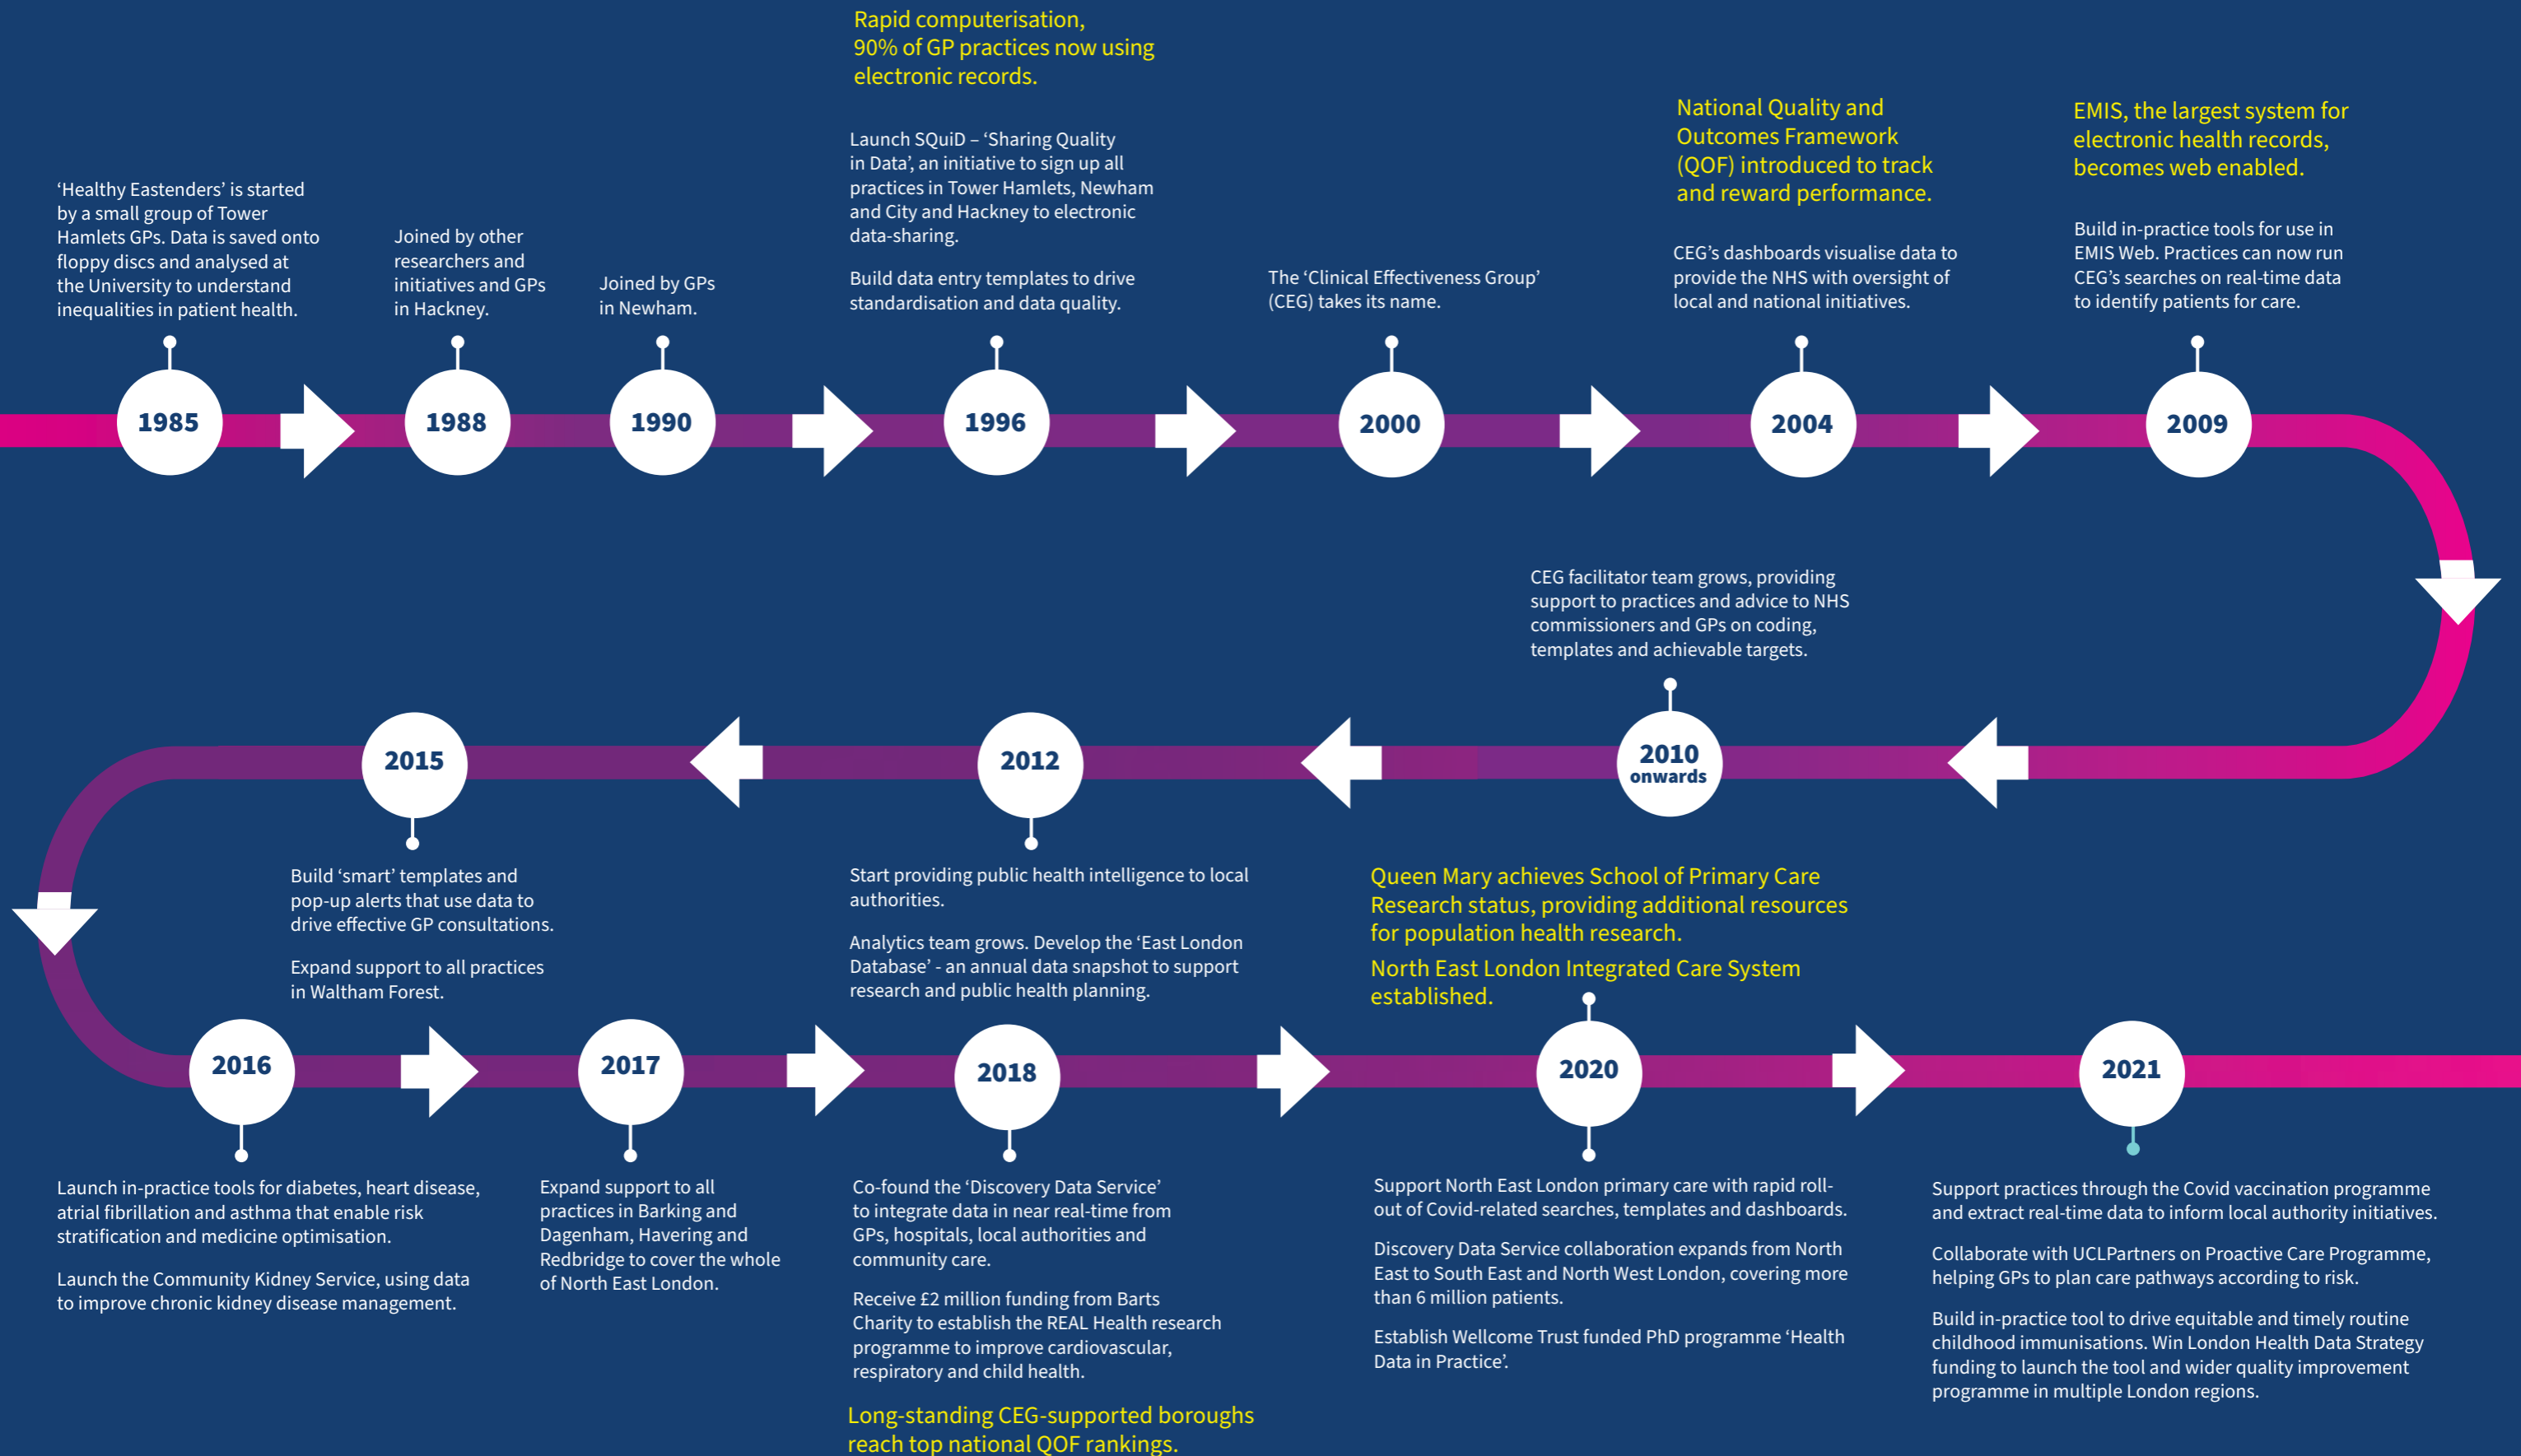 ‘Healthy Eastenders’ is started
by a small group of Tower
Hamlets GPs. Data is saved onto
floppy discs and analysed at
the University to understand
inequalities in patient health.
1985
Joined by other
researchers and
initiatives and GPs
in Hackney.
1988
Joined by GPs
in Newham.
1990
Rapid computerisation,
90% of GP practices now using
electronic records.
Launch SQuiD – ‘Sharing Quality
in Data’, an initiative to sign up all
practices in Tower Hamlets, Newham
and City and Hackney to electronic
data-sharing.
Build data entry templates to drive
standardisation and data quality.
1996
The ‘Clinical Effectiveness Group’
(CEG) takes its name.
2000
National Quality and
Outcomes Framework
(QOF) introduced to track
and reward performance.
CEG’s dashboards visualise data to
provide the NHS with oversight of
local and national initiatives.
2004
EMIS, the largest system for
electronic health records,
becomes web enabled.
Build in-practice tools for use in
EMIS Web. Practices can now run
CEG’s searches on real-time data
to identify patients for care.
2009
CEG facilitator team grows, providing
support to practices and advice to NHS
commissioners and GPs on coding,
templates and achievable targets.
2010
onwards
2012
Start providing public health intelligence to local
authorities.
Analytics team grows. Develop the ‘East London
Database’ - an annual data snapshot to support
research and public health planning.
2015
Build ‘smart’ templates and
pop-up alerts that use data to
drive effective GP consultations.
Expand support to all practices
in Waltham Forest.
2016
Launch in-practice tools for diabetes, heart disease,
atrial fibrillation and asthma that enable risk
stratification and medicine optimisation.
Launch the Community Kidney Service, using data
to improve chronic kidney disease management.
2017
Expand support to all
practices in Barking and
Dagenham, Havering and
Redbridge to cover the whole
of North East London.
2018
Co-found the ‘Discovery Data Service’
to integrate data in near real-time from
GPs, hospitals, local authorities and
community care.
Receive £2 million funding from Barts
Charity to establish the REAL Health research
programme to improve cardiovascular,
respiratory and child health.
Long-standing CEG-supported boroughs
reach top national QOF rankings.
Queen Mary achieves School of Primary Care
Research status, providing additional resources
for population health research.
North East London Integrated Care System
established.
2020
Support North East London primary care with rapid roll-
out of Covid-related searches, templates and dashboards.
Discovery Data Service collaboration expands from North
East to South East and North West London, covering more
than 6 million patients.
Establish Wellcome Trust funded PhD programme ‘Health
Data in Practice’.
2021
Support practices through the Covid vaccination programme
and extract real-time data to inform local authority initiatives.
Collaborate with UCLPartners on Proactive Care Programme,
helping GPs to plan care pathways according to risk.
Build in-practice tool to drive equitable and timely routine
childhood immunisations. Win London Health Data Strategy
funding to launch the tool and wider quality improvement
programme in multiple London regions.